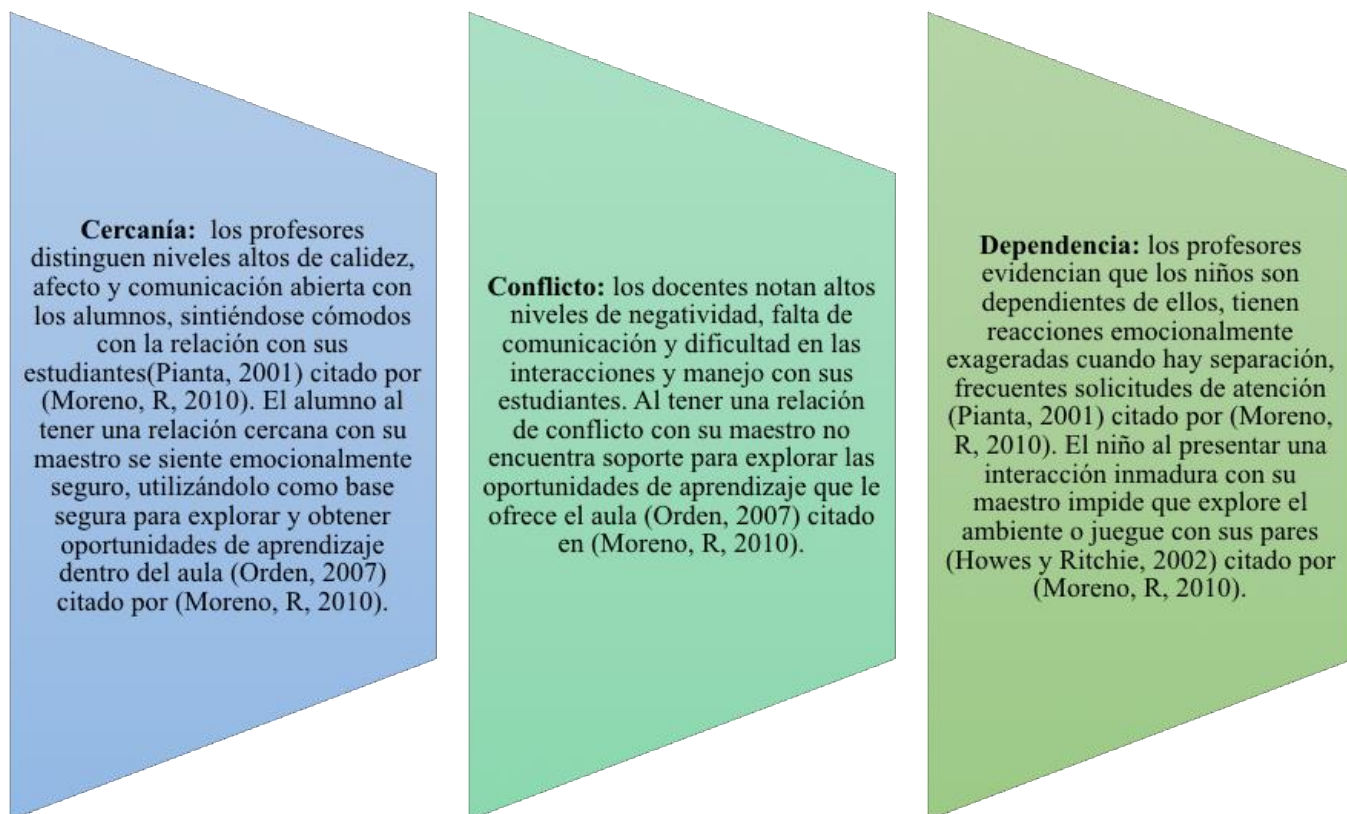 Cercanía: los profesores
distinguen niveles altos de calidez,
afecto y comunicación abierta con
los alumnos, sintiéndose cómodos
con la relación con sus
estudiantes(Pianta, 2001) citado por
(Moreno, R, 2010). El alumno al
tener una relación cercana con su
maestro se siente emocionalmente
seguro, utilizándolo como base
segura para explorar y obtener
oportunidades de aprendizaje
dentro del aula (Orden, 2007)
citado por (Moreno, R, 2010).
Conflicto: los docentes notan altos
niveles de negatividad, falta de
comunicación y dificultad en las
interacciones y manejo con sus
estudiantes. Al tener una relación
de conflicto con su maestro no
encuentra soporte para explorar las
oportunidades de aprendizaje que le
ofrece el aula (Orden, 2007) citado
en (Moreno, R, 2010).
Dependencia: los profesores
evidencian que los niños son
dependientes de ellos, tienen
reacciones emocionalmente
exageradas cuando hay separación,
frecuentes solicitudes de atención
(Pianta, 2001) citado por (Moreno,
R, 2010). El niño al presentar una
interacción inmadura con su
maestro impide que explore el
ambiente o juegue con sus pares
(Howes y Ritchie, 2002) citado por
(Moreno, R, 2010).